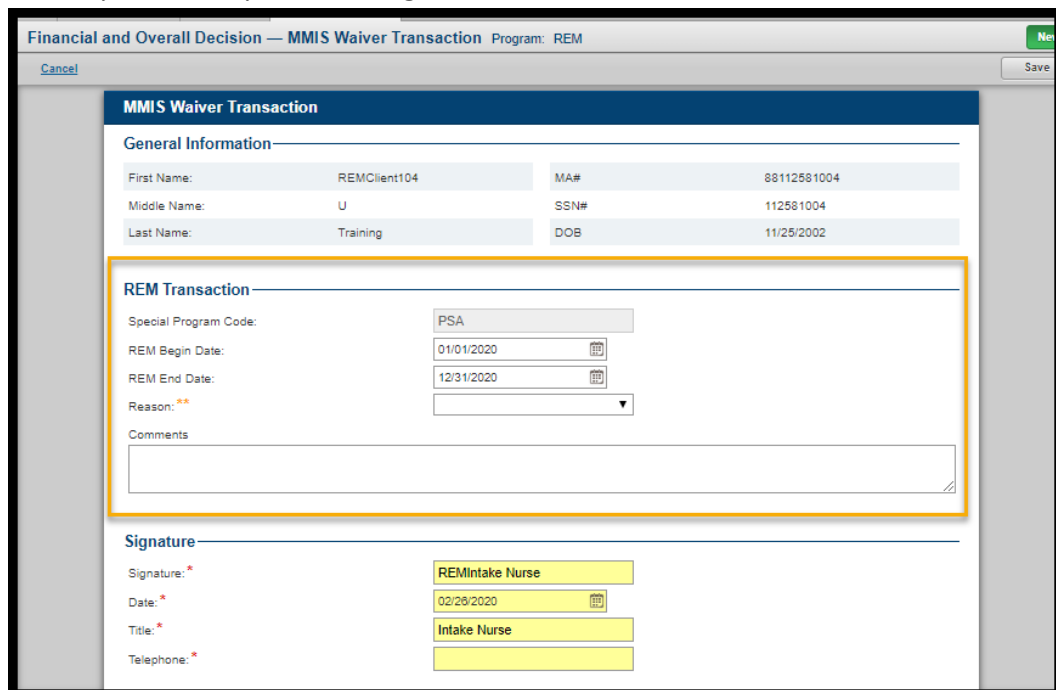 Financial and Overall Decision — MMIS Waiver Transaction Program: REM
Cancel
Save
MMIS Waiver Transaction
General Information
First Name: REMClient104 MA# 88112581004
Middle Name: U SSN# 112581004
Last Name: Training DOB 11/25/2002
REM Transaction
Special Program Code: PSA
REM Begin Date: 01/01/2020
REM End Date: 12/31/2020
Reason:**
Comments
Signature
Signature:* REMIntake Nurse
Date:* 02/26/2020
Title:* Intake Nurse
Telephone:*